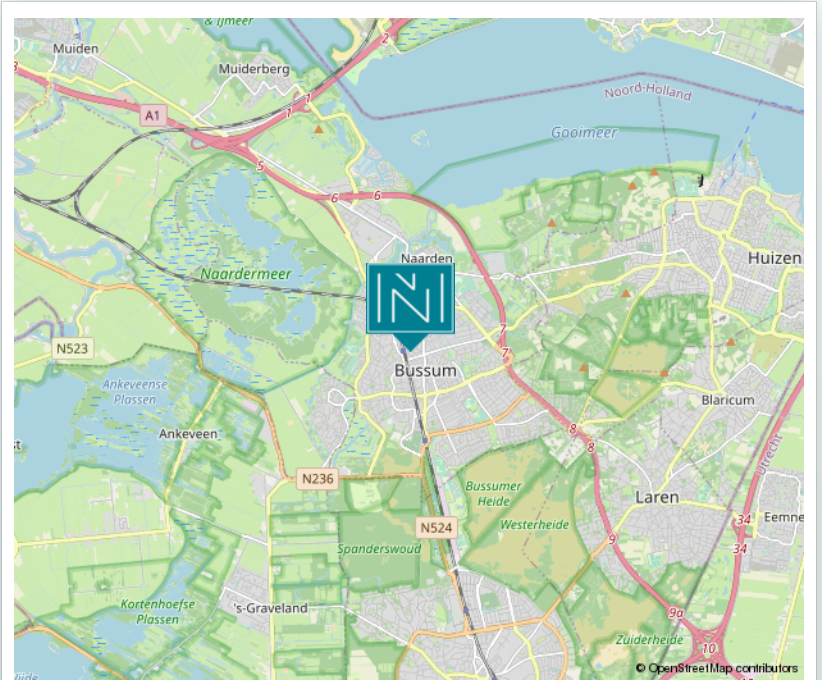 & IJmeer
Muiden
2
Muiderberg
3
1
1
Noord-Holland
A1
Gooimeer
5
6
6
Naarden
Huizen
Naardermeer
N
7
N523
7
Bussum
Ankeveense
Plassen
Blaricum
Ankeveen
8
8
Utrecht
N236
Bussumer
Heide
Laren
N524
Westerheide
34
Eemne
34
9
Spanderswoud
Kortenhoefse
Plassen
's-Graveland
9a
Zuiderheide
10
© OpenStreetMap contributors